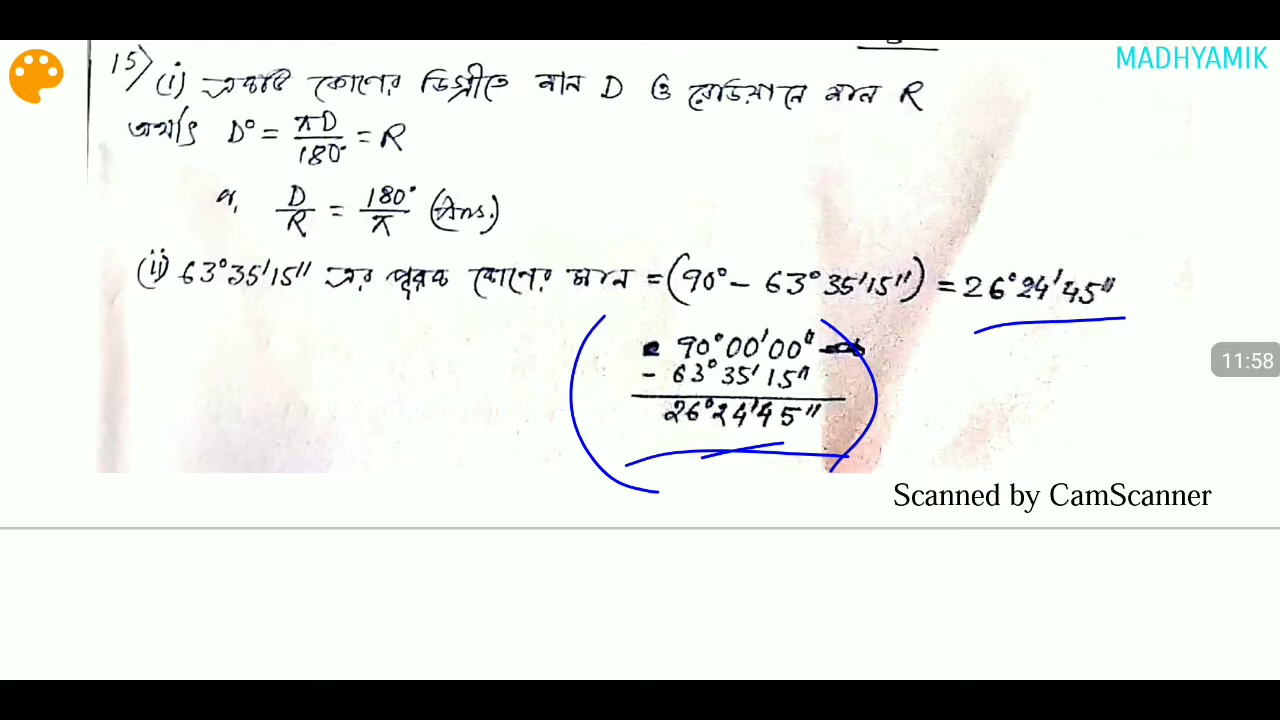 MADHYAMIK
15) (i) একটি কোণের ডিগ্রীতে মান D ও রেডিয়ানে মান R
অর্থাৎ D° = πD/180° = R
বা, D/R = 180°/π (Ans.)
(ii) 63°35'15" এর পূরক কোণের মান = (90° - 63°35'15") = 26°24'45"
90°00'00"
- 63°35'15"
26°24'45"
11:58
Scanned by CamScanner